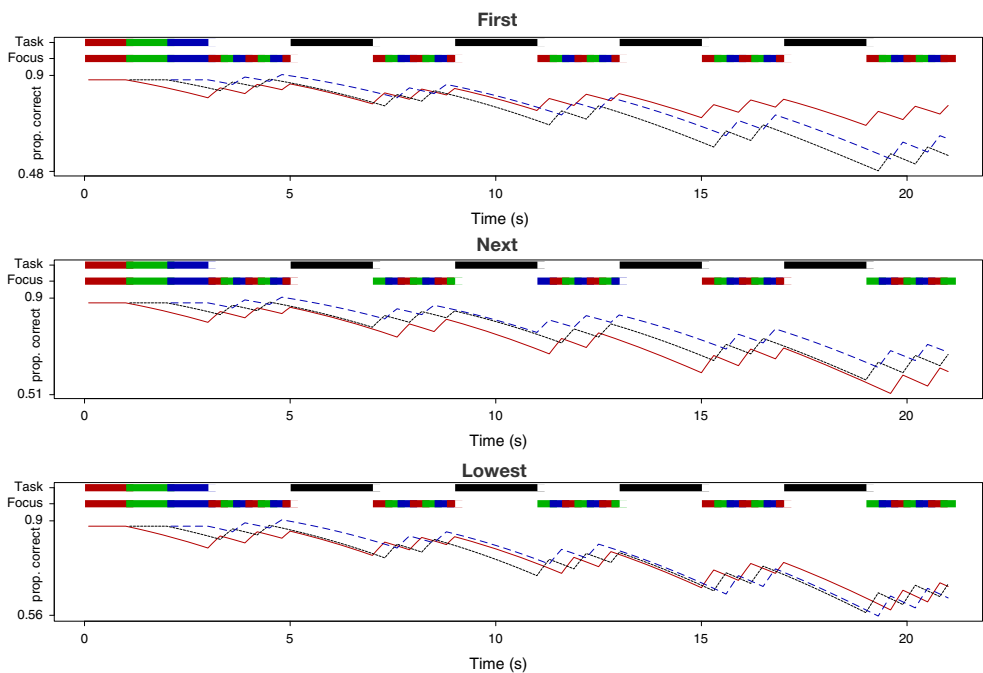 First
Task
Focus
0.9
prop. correct
0.48
0 5 10 15 20
Time (s)
Next
Task
Focus
0.9
prop. correct
0.51
0 5 10 15 20
Time (s)
Lowest
Task
Focus
0.9
prop. correct
0.56
0 5 10 15 20
Time (s)